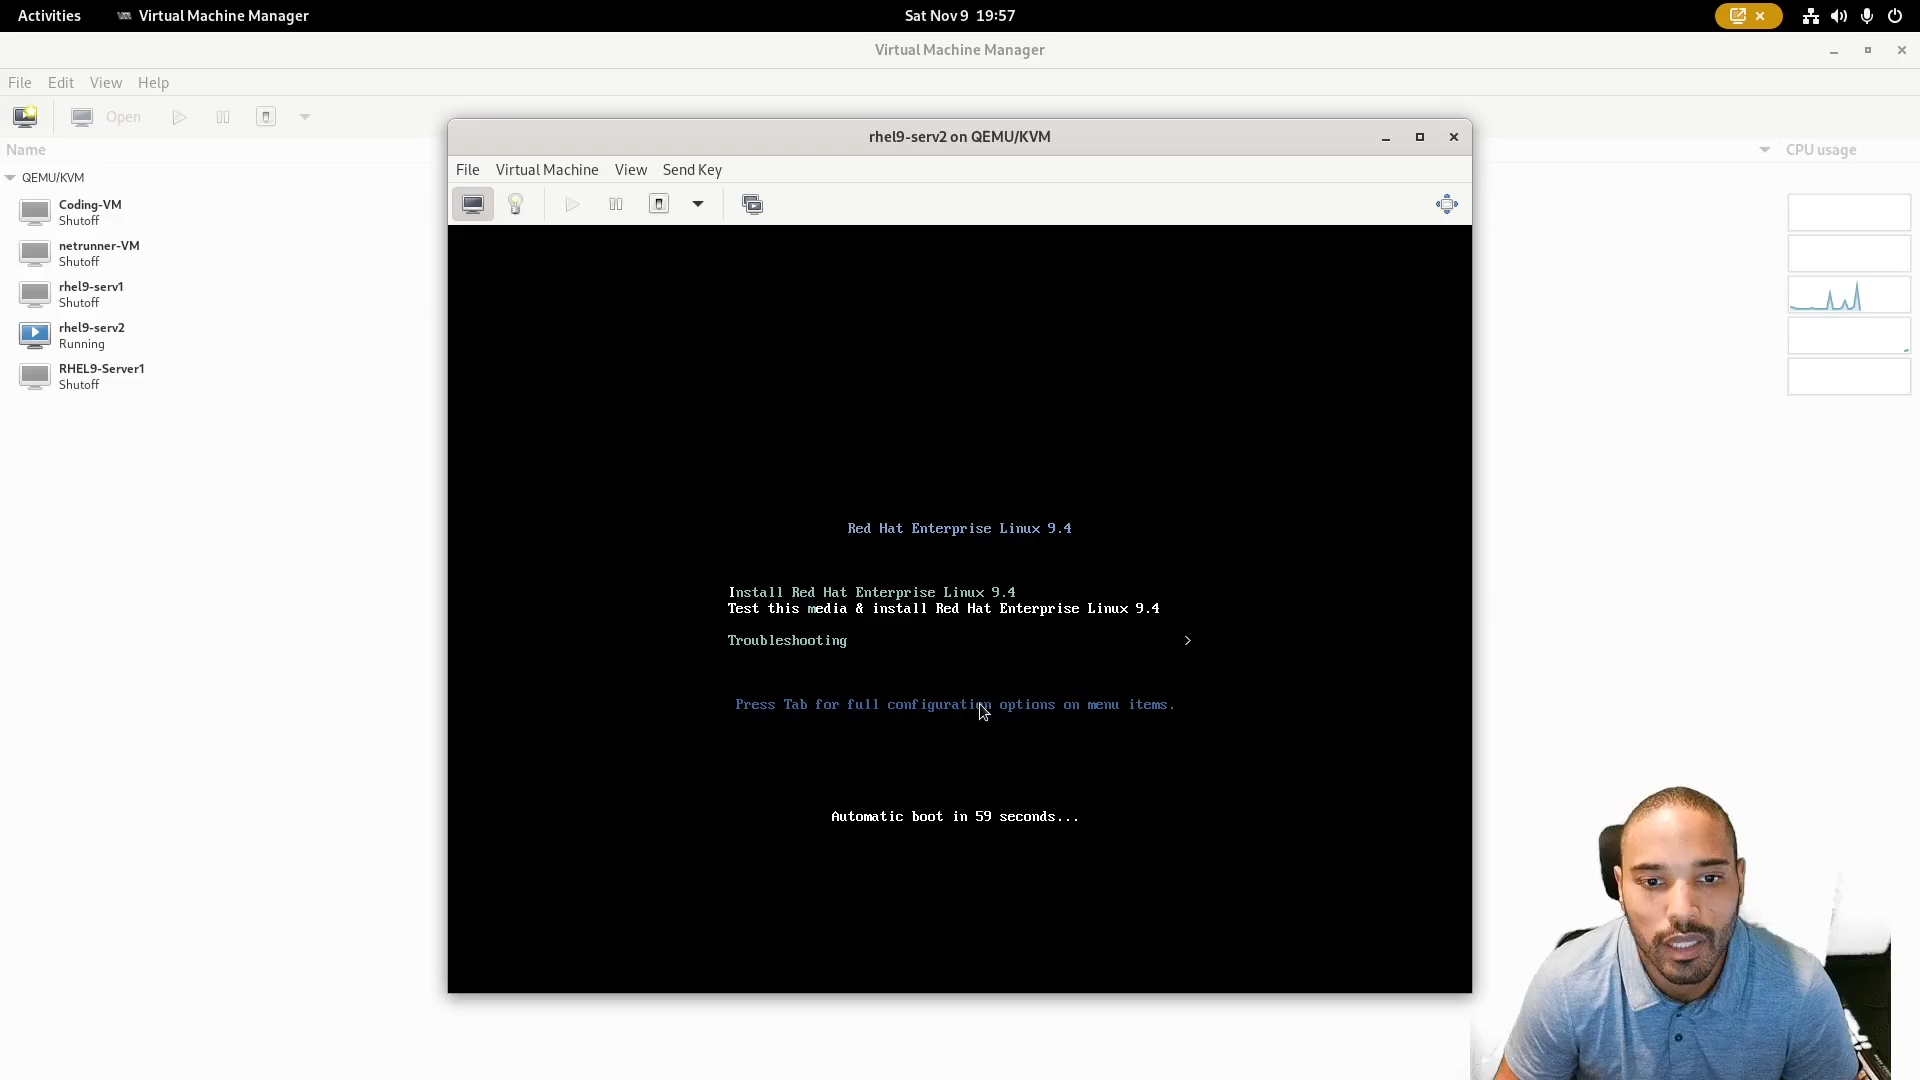 Activities
Virtual Machine Manager
Sat Nov 9 19:57
Virtual Machine Manager
File Edit View Help
Open
Name
CPU usage
QEMU/KVM
Coding-VM
Shutoff
netrunner-VM
Shutoff
rhel9-serv1
Shutoff
rhel9-serv2
Running
RHEL9-Server1
Shutoff
rhel9-serv2 on QEMU/KVM
File Virtual Machine View Send Key
Red Hat Enterprise Linux 9.4
Install Red Hat Enterprise Linux 9.4
Test this media & install Red Hat Enterprise Linux 9.4
Troubleshooting >
Press Tab for full configuration options on menu items.
Automatic boot in 59 seconds...